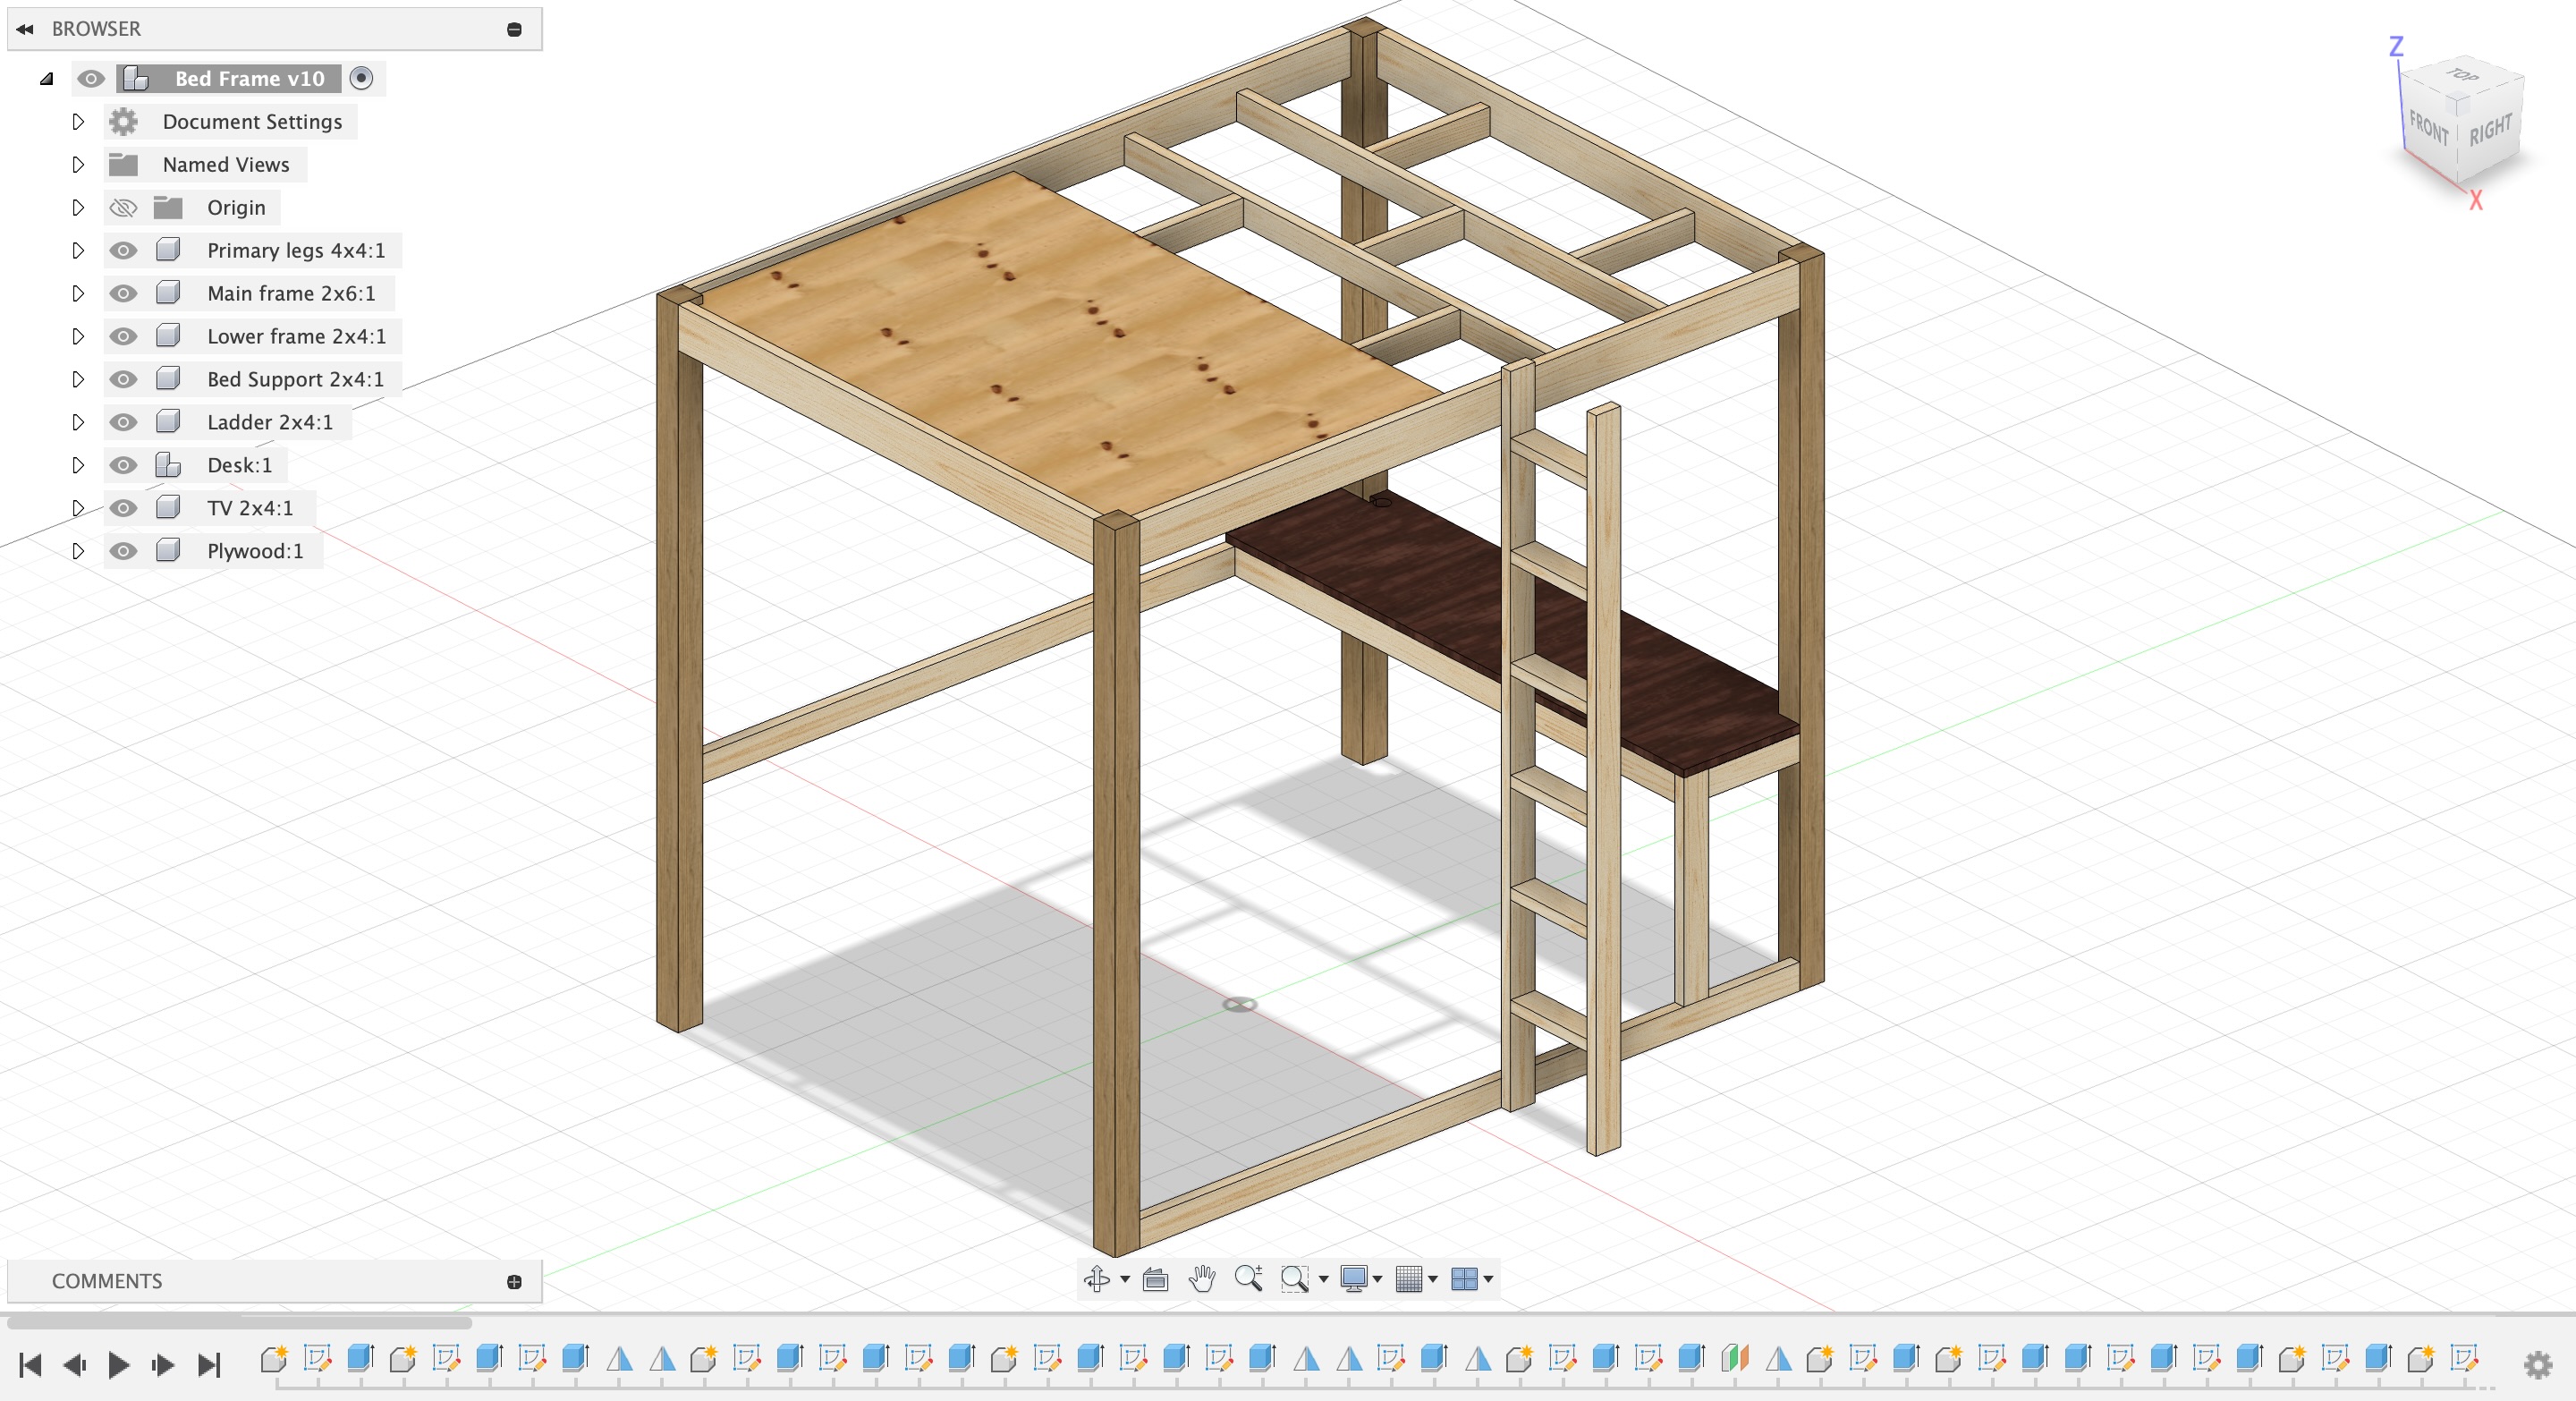 BROWSER
Bed Frame v10
Document Settings
Named Views
Origin
Primary legs 4x4:1
Main frame 2x6:1
Lower frame 2x4:1
Bed Support 2x4:1
Ladder 2x4:1
Desk:1
TV 2x4:1
Plywood:1
Z
TOP
FRONT
RIGHT
X
COMMENTS